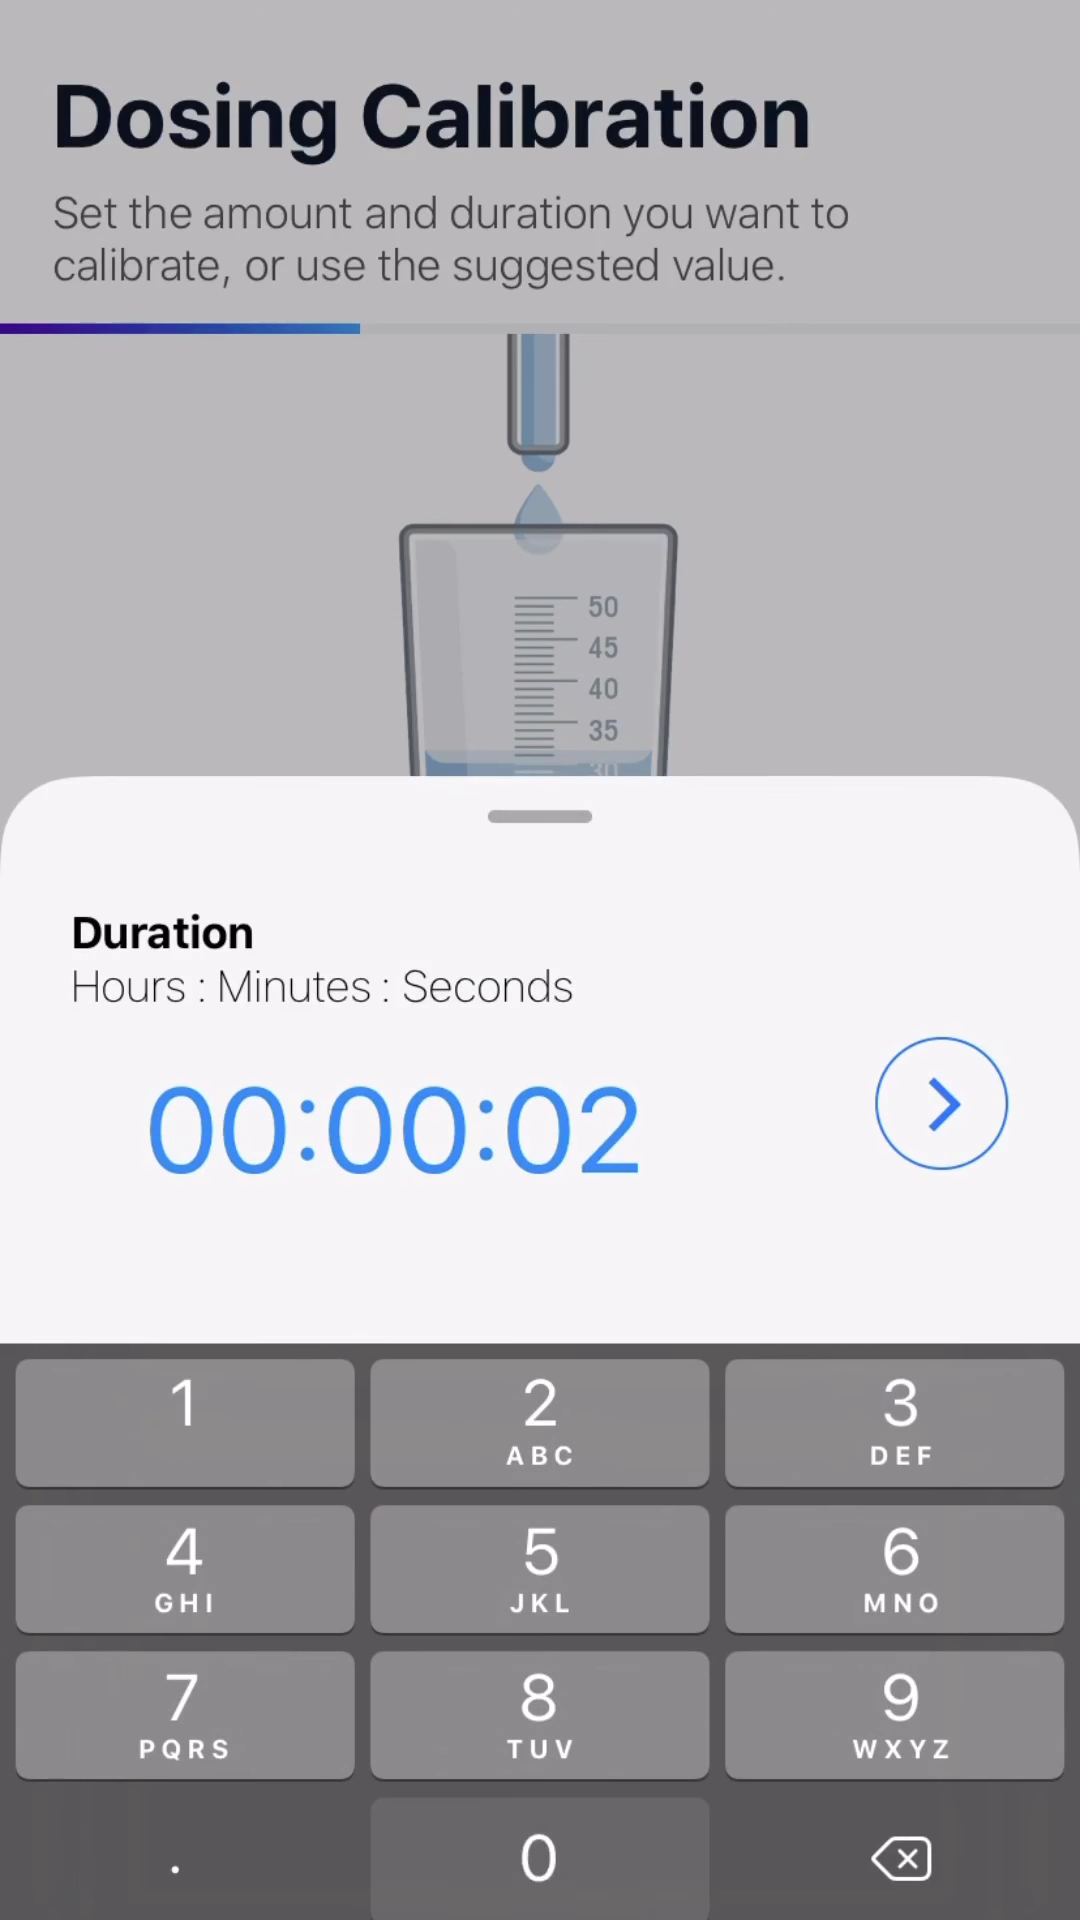 Dosing Calibration
Set the amount and duration you want to
calibrate, or use the suggested value.
50
45
40
35
30
Duration
Hours : Minutes : Seconds
00:00:02
1
2
ABC
3
DEF
4
GHI
5
JKL
6
MNO
7
PQRS
8
TUV
9
WXYZ
.
0